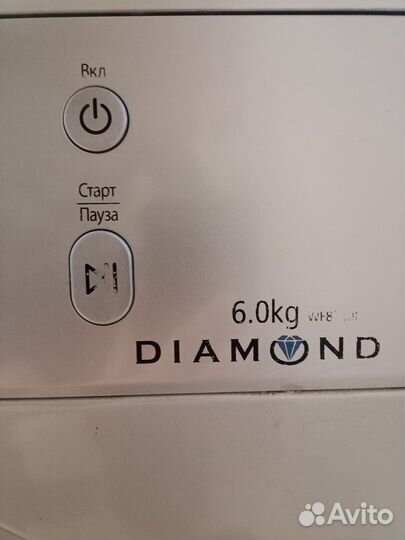 Вкл
Старт
Пауза
6.0kg
DIAMOND
Avito